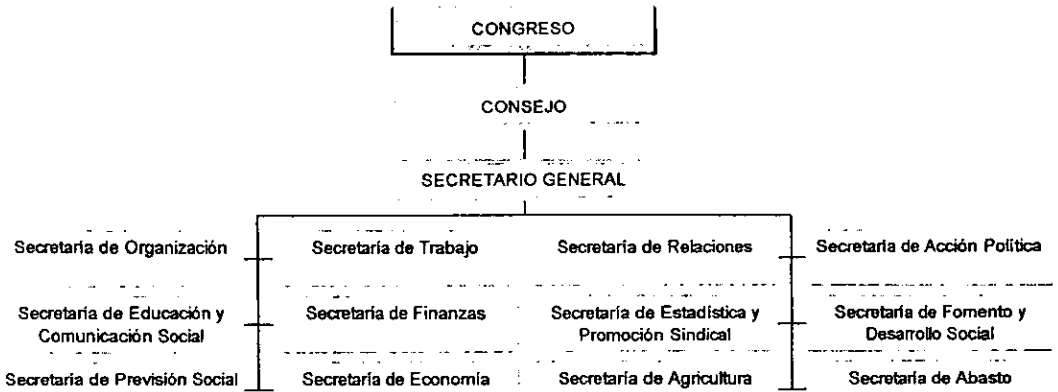 CONGRESO
CONSEJO
SECRETARIO GENERAL
Secretaría de Organización
Secretaría de Trabajo
Secretaría de Relaciones
Secretaría de Acción Política
Secretaría de Educación y
Comunicación Social
Secretaría de Finanzas
Secretaría de Estadística y
Promoción Sindical
Secretaría de Fomento y
Desarrollo Social
Secretaría de Previsión Social
Secretaría de Economía
Secretaría de Agricultura
Secretaría de Abasto